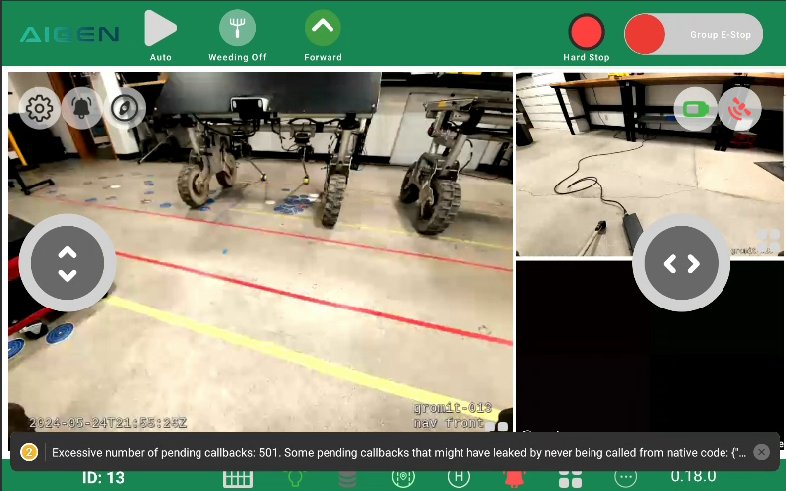 AIGEN
Auto
Weeding Off
Forward
Hard Stop
Group E-Stop
2024-05-24T21:55:25Z
gromit-013
nav front
2
Excessive number of pending callbacks: 501. Some pending callbacks that might have leaked by never being called from native code: {"...
ID: 13
H
0.18.0